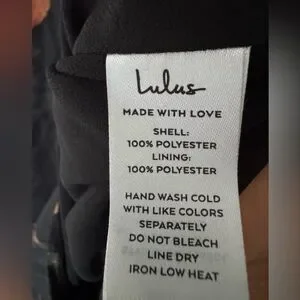 Lulus
MADE WITH LOVE
SHELL:
100% POLYESTER
LINING:
100% POLYESTER
HAND WASH COLD
WITH LIKE COLORS
SEPARATELY
DO NOT BLEACH
LINE DRY
IRON LOW HEAT